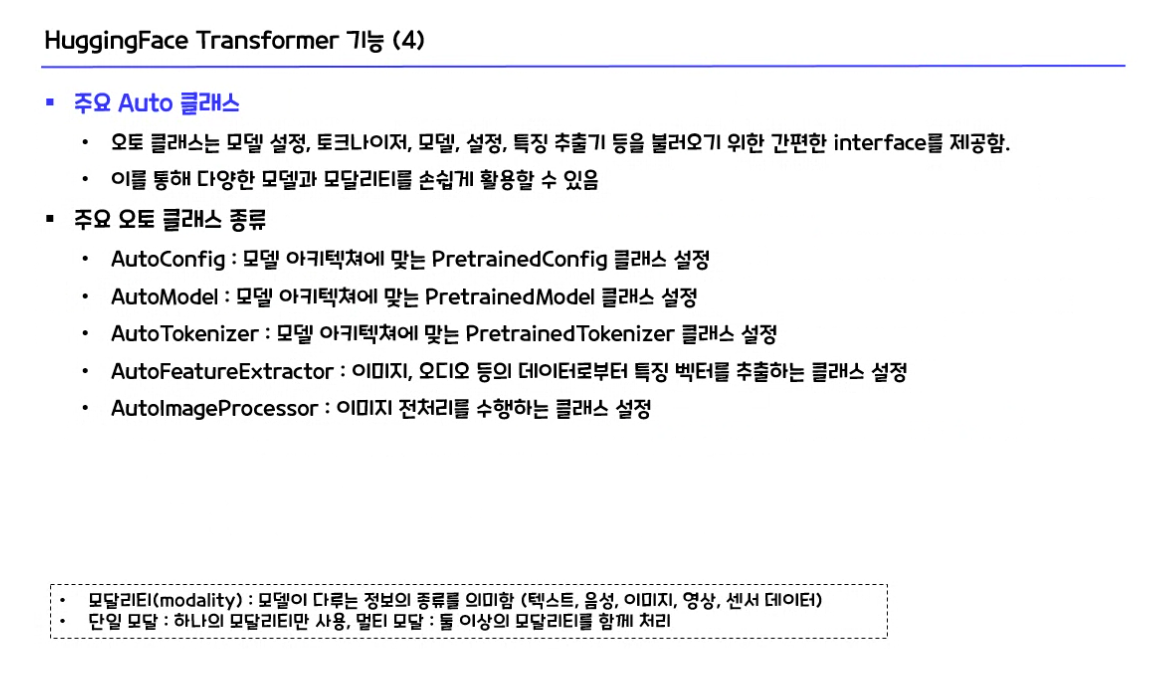 HuggingFace Transformer 기능 (4)
▪ 주요 Auto 클래스
• 오토 클래스는 모델 설정, 토크나이저, 모델, 설정, 특징 추출기 등을 불러오기 위한 간편한 interface를 제공함.
• 이를 통해 다양한 모델과 모달리티를 손쉽게 활용할 수 있음
▪ 주요 오토 클래스 종류
• AutoConfig : 모델 아키텍쳐에 맞는 PretrainedConfig 클래스 설정
• AutoModel : 모델 아키텍쳐에 맞는 PretrainedModel 클래스 설정
• AutoTokenizer : 모델 아키텍쳐에 맞는 PretrainedTokenizer 클래스 설정
• AutoFeatureExtractor : 이미지, 오디오 등의 데이터로부터 특징 벡터를 추출하는 클래스 설정
• AutoImageProcessor : 이미지 전처리를 수행하는 클래스 설정
• 모달리티(modality) : 모델이 다루는 정보의 종류를 의미함 (텍스트, 음성, 이미지, 영상, 센서 데이터)
• 단일 모달 : 하나의 모달리티만 사용, 멀티 모달 : 둘 이상의 모달리티를 함께 처리